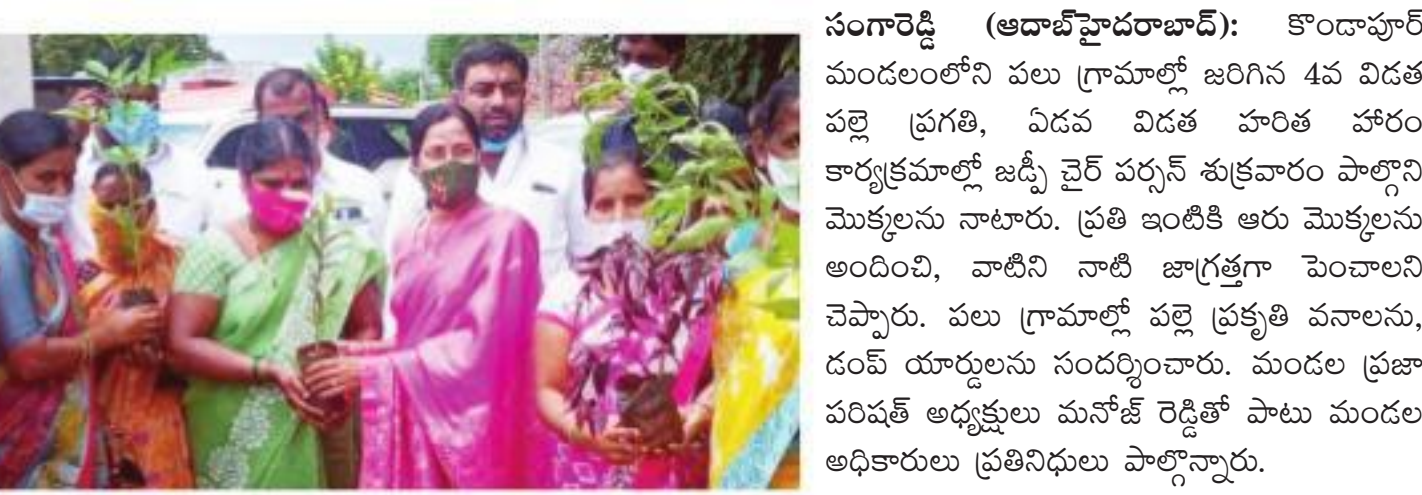 సంగారెడ్డి (ఆదాబ్‌హైదరాబాద్): కొండాపూర్
మండలంలోని పలు గ్రామాల్లో జరిగిన 4వ విడత
పల్లె ప్రగతి, ఏడవ విడత హరిత హారం
కార్యక్రమాల్లో జడ్పీ చైర్ పర్సన్ శుక్రవారం పాల్గొని
మొక్కలను నాటారు. ప్రతి ఇంటికి ఆరు మొక్కలను
అందించి, వాటిని నాటి జాగ్రత్తగా పెంచాలని
చెప్పారు. పలు గ్రామాల్లో పల్లె ప్రకృతి వనాలను,
డంప్ యార్డులను సందర్శించారు. మండల ప్రజా
పరిషత్ అధ్యక్షులు మనోజ్ రెడ్డితో పాటు మండల
అధికారులు ప్రతినిధులు పాల్గొన్నారు.